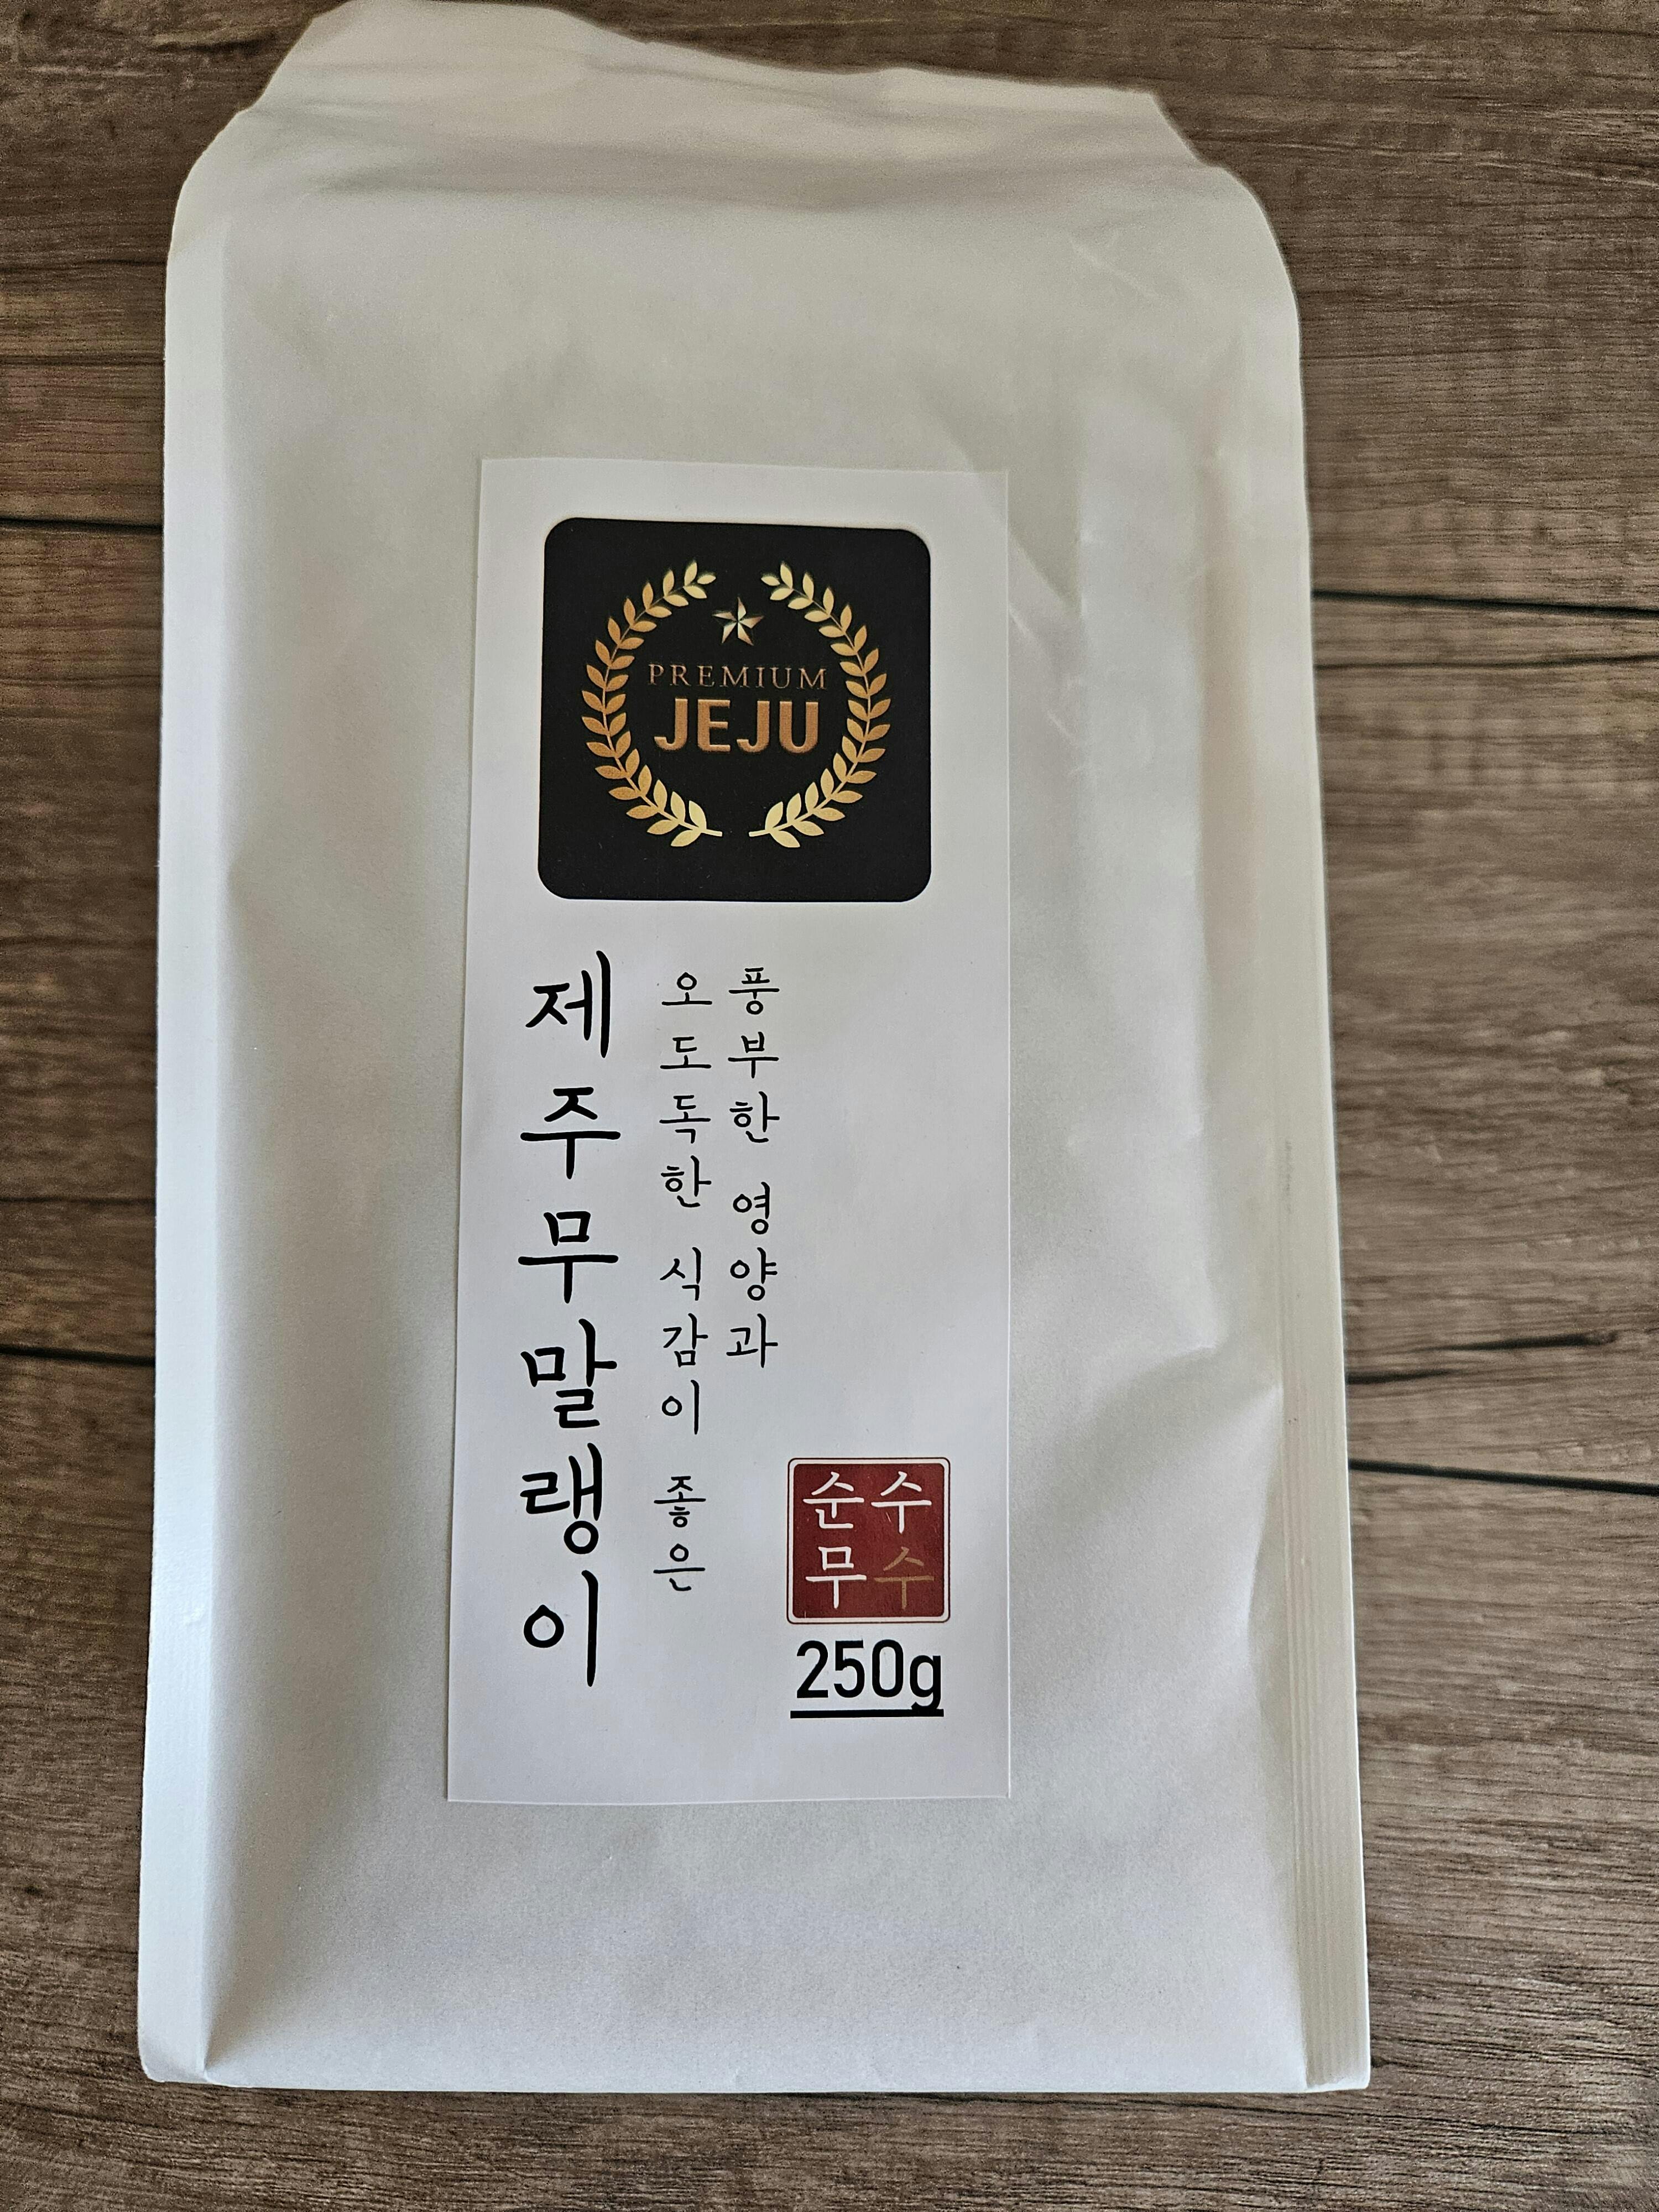 PREMIUM
JEJU
풍부한 영양과
오도독한 식감이 좋은
제주무말랭이
순수
무수
250g